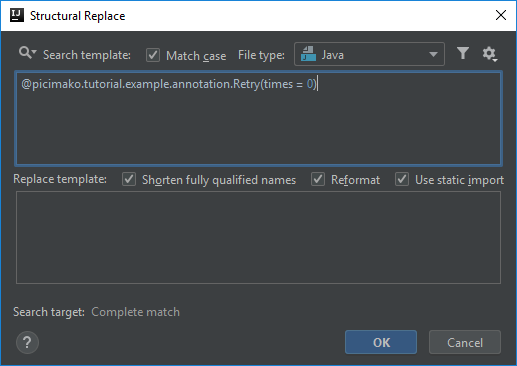 Structural Replace
Search template: Match case File type: Java
@picimako.tutorial.example.annotation.Retry(times = 0)
Replace template: Shorten fully qualified names Reformat Use static import
Search target: Complete match
? OK Cancel